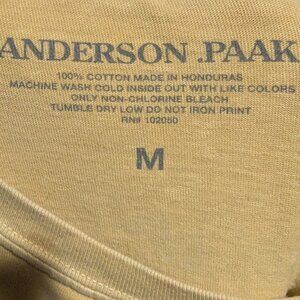 ANDERSON .PAAK
100% COTTON MADE IN HONDURAS
MACHINE WASH COLD INSIDE OUT WITH LIKE COLORS
ONLY NON-CHLORINE BLEACH
TUMBLE DRY LOW DO NOT IRON PRINT
RN# 102050
M